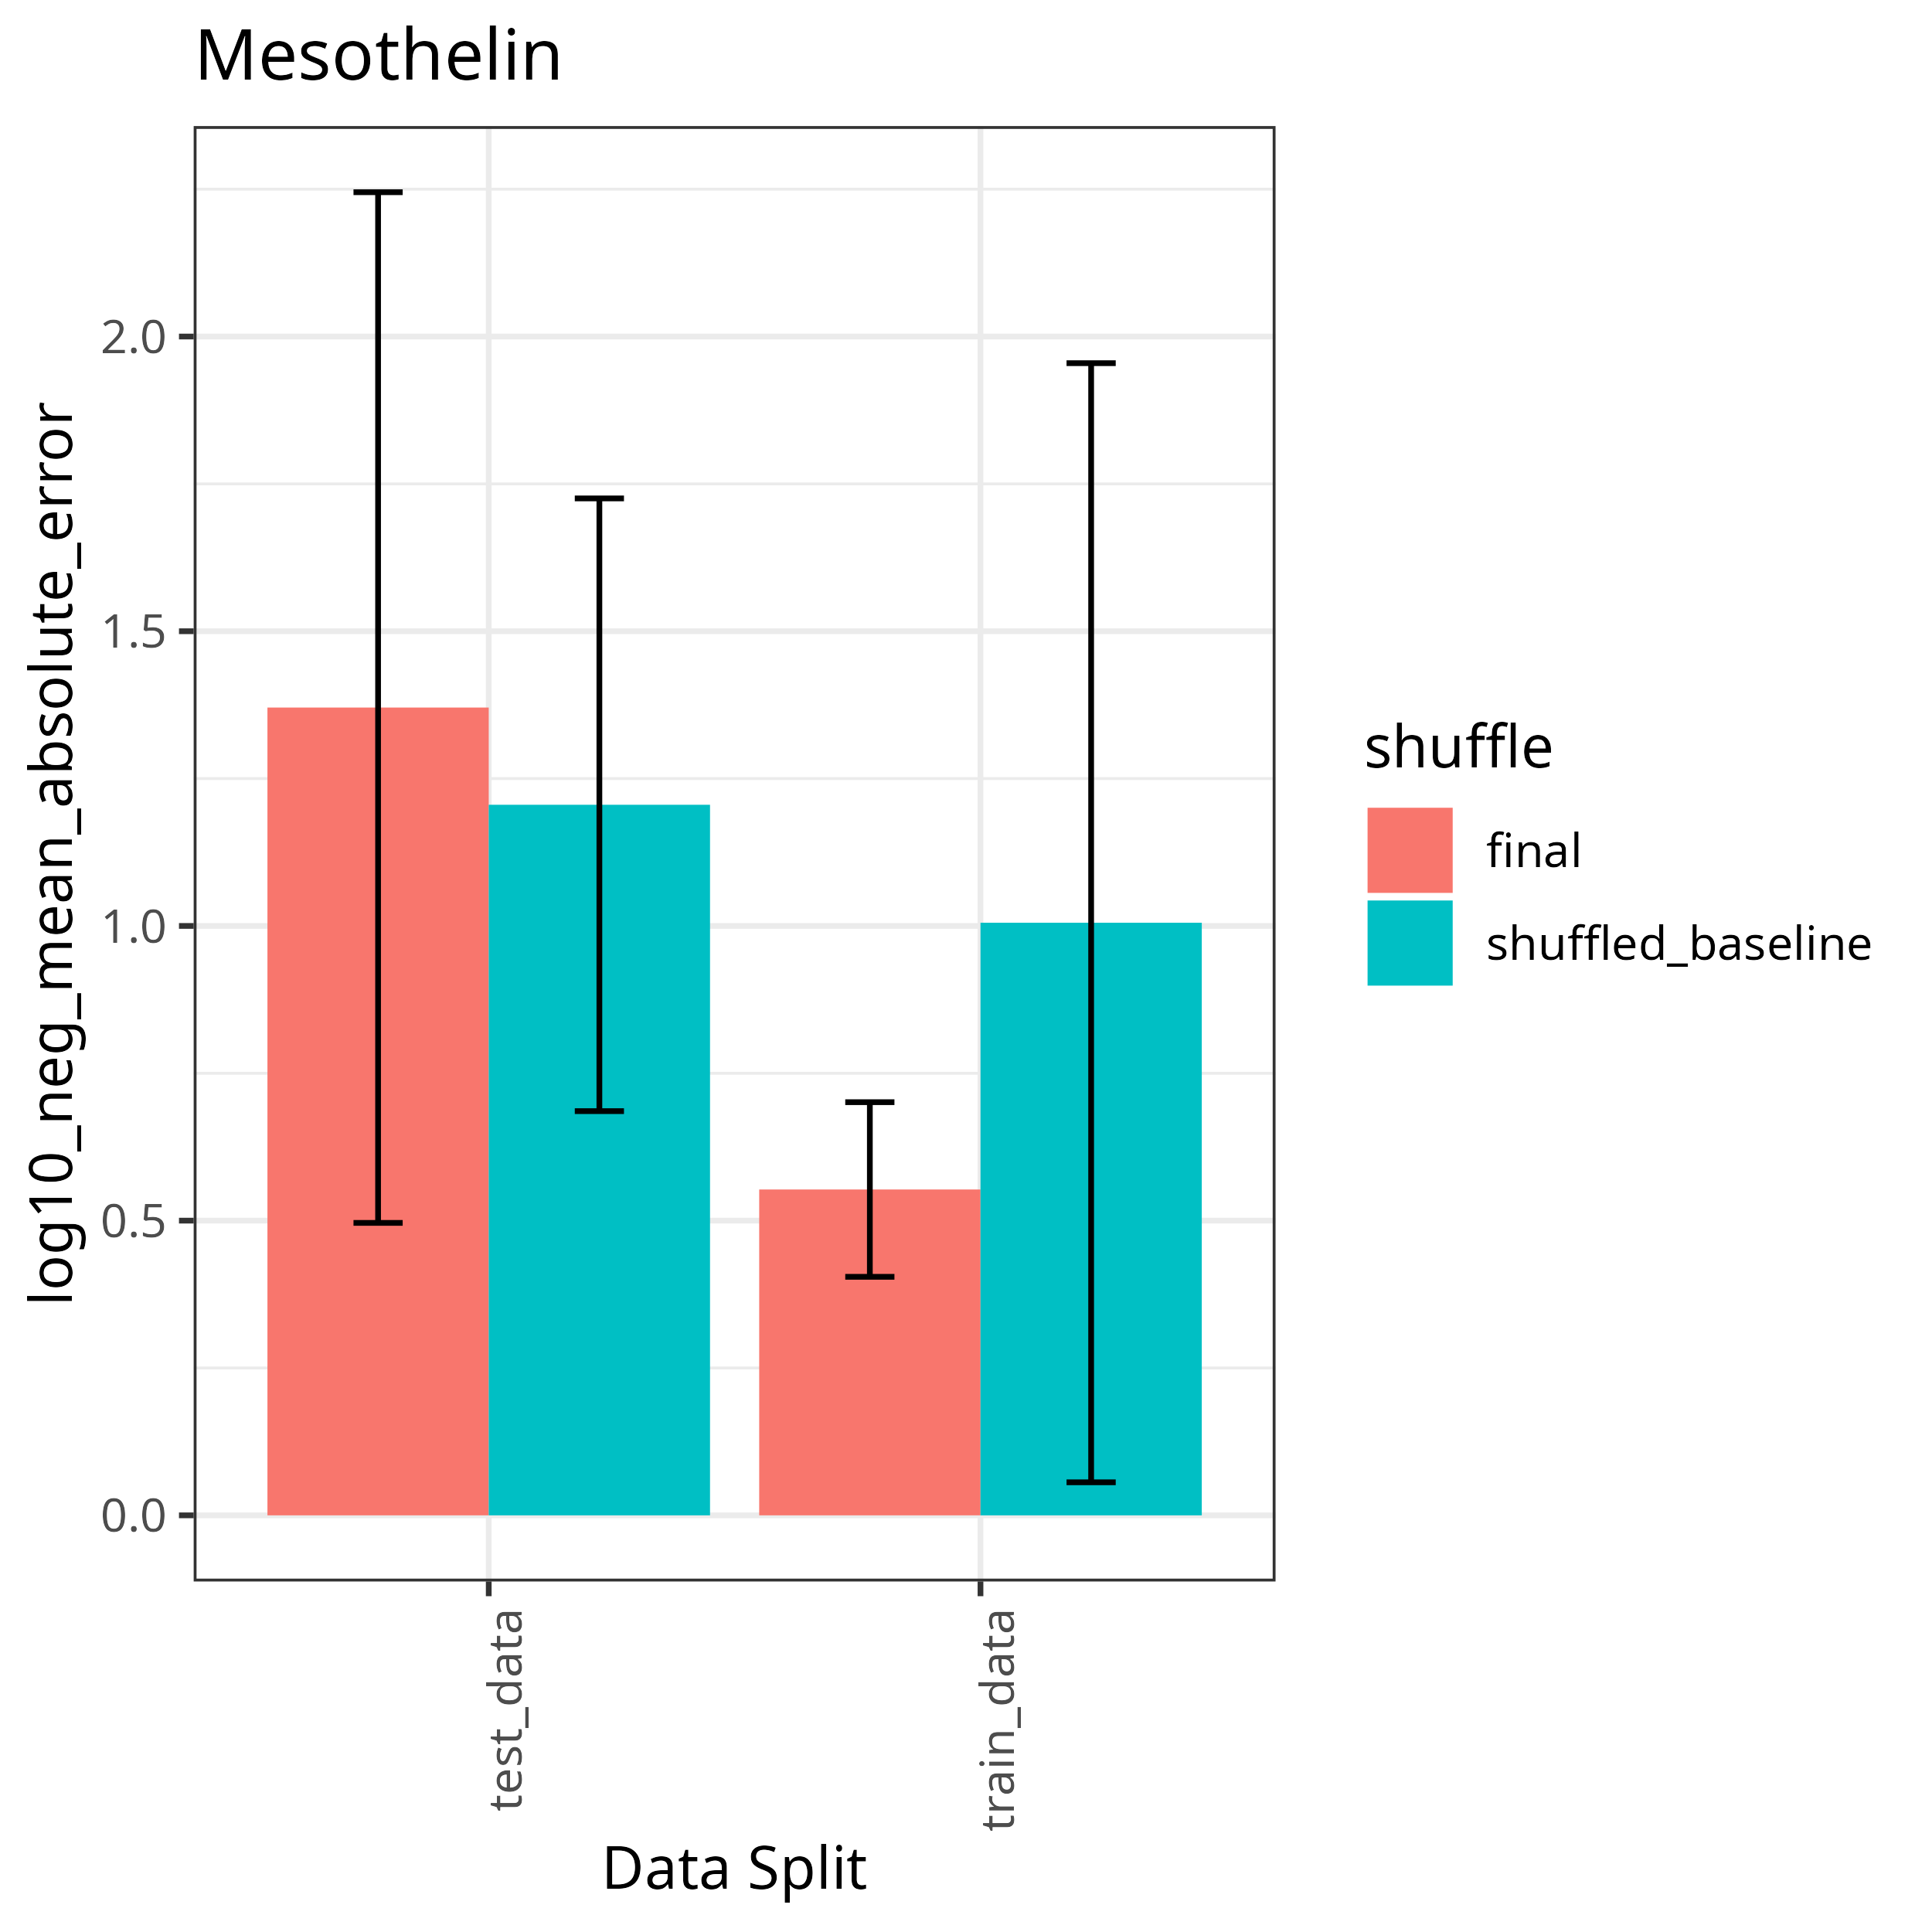 Mesothelin
log10_neg_mean_absolute_error
2.0
1.5
1.0
0.5
0.0
test_data
train_data
Data Split
shuffle
final
shuffled_baseline